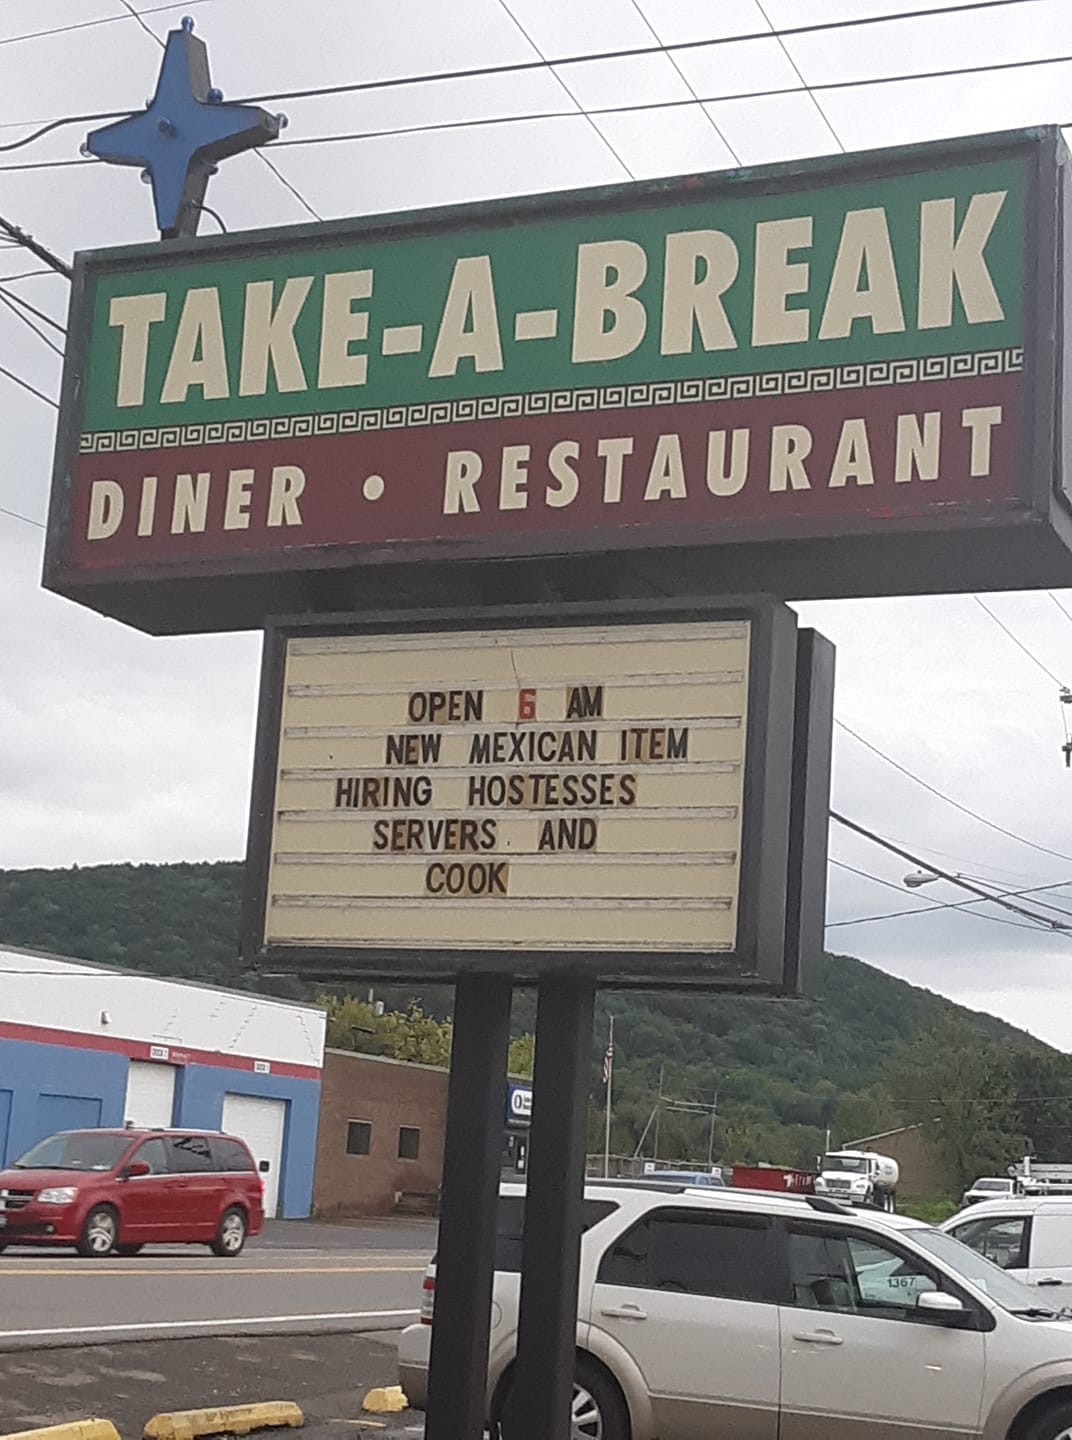 TAKE-A-BREAK
DINER • RESTAURANT
OPEN 6 AM
NEW MEXICAN ITEM
HIRING HOSTESSES
SERVERS AND
COOK
1367